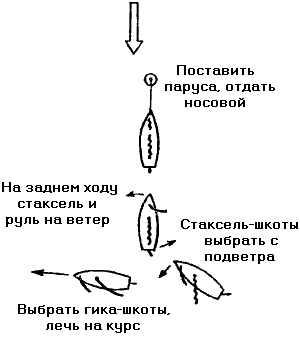 Поставить
паруса, отдать
носовой
На заднем ходу
стаксель и
руль на ветер
Стаксель-шкоты
выбрать с
подветра
Выбрать гика-шкоты,
лечь на курс